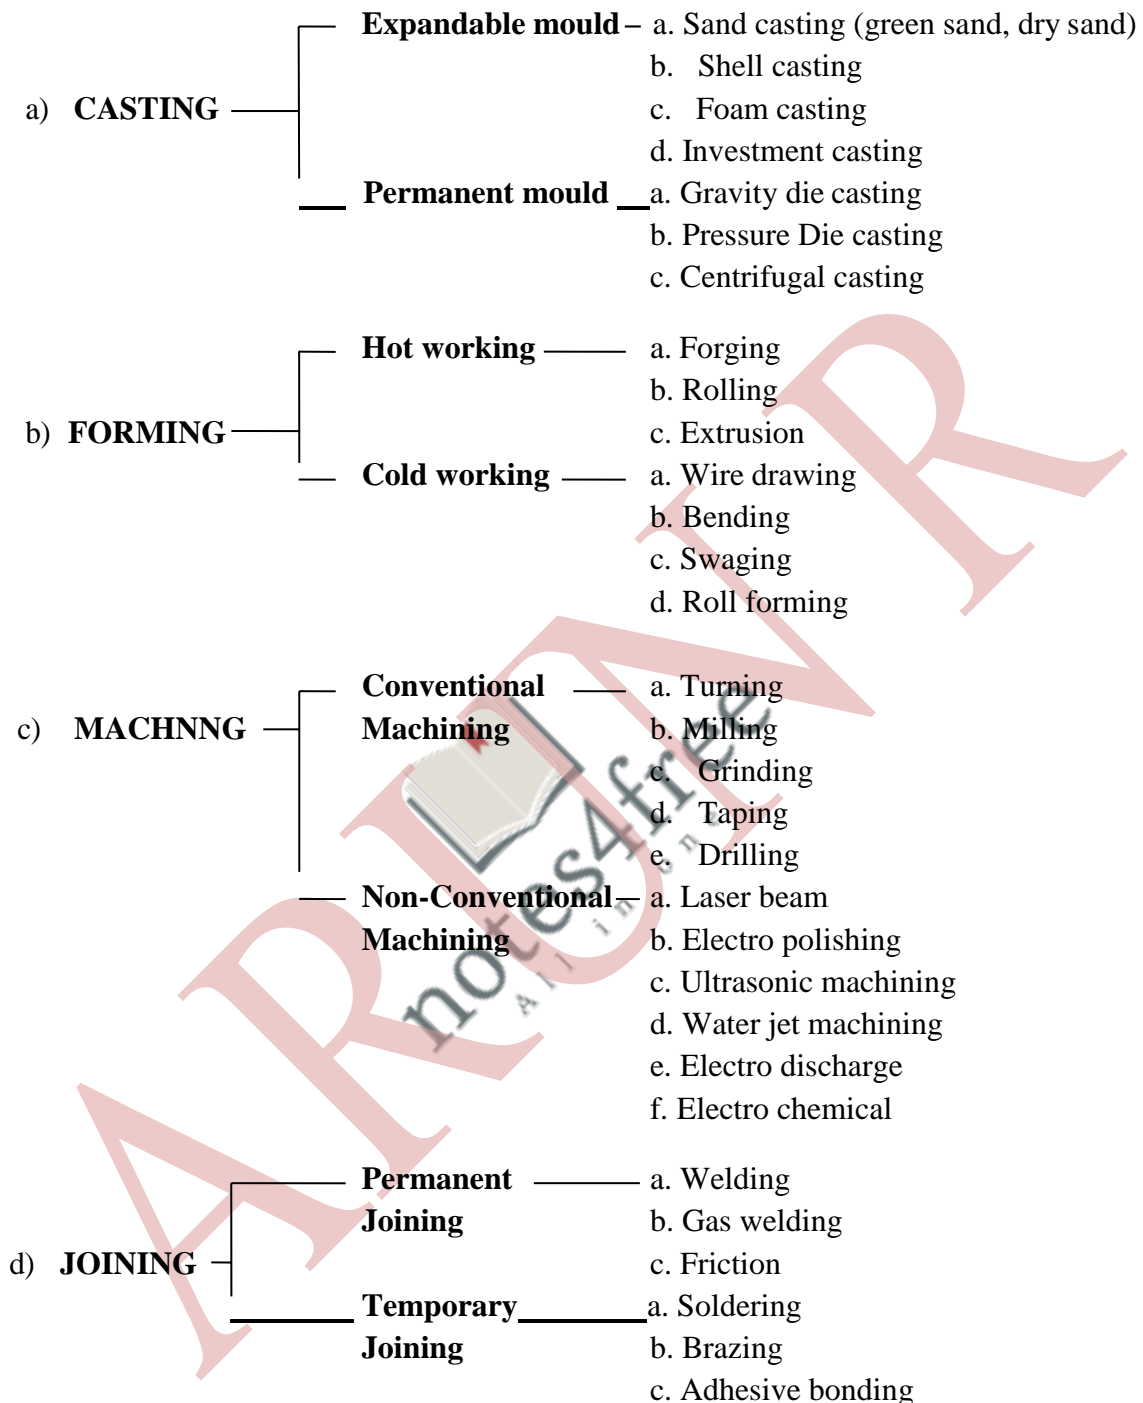 Expandable mould – a. Sand casting (green sand, dry sand)
b. Shell casting
a) CASTING c. Foam casting
d. Investment casting
Permanent mould a. Gravity die casting
b. Pressure Die casting
c. Centrifugal casting
Hot working a. Forging
b. Rolling
b) FORMING c. Extrusion
Cold working a. Wire drawing
b. Bending
c. Swaging
d. Roll forming
Conventional a. Turning
c) MACHNNG Machining b. Milling
c. Grinding
d. Taping
e. Drilling
Non-Conventional a. Laser beam
Machining b. Electro polishing
c. Ultrasonic machining
d. Water jet machining
e. Electro discharge
f. Electro chemical
Permanent a. Welding
Joining b. Gas welding
d) JOINING c. Friction
Temporary a. Soldering
Joining b. Brazing
c. Adhesive bonding
ARJUN R
notes4free
All in one